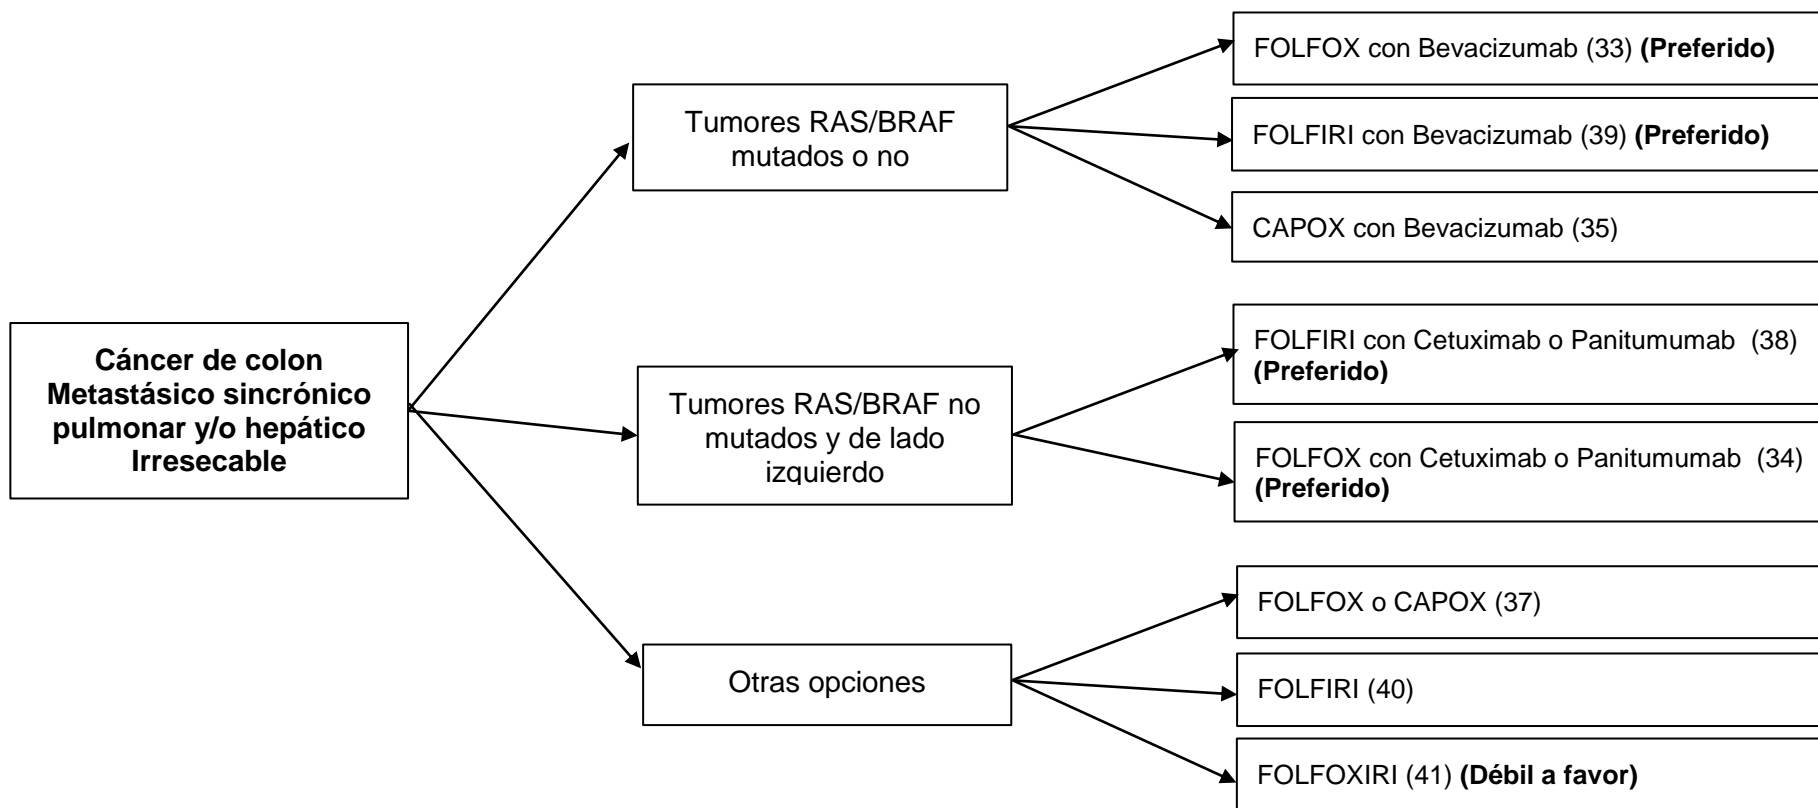 Cáncer de colon
Metastásico sincrónico
pulmonar y/o hepático
Irresecable
Tumores RAS/BRAF
mutados o no
FOLFOX con Bevacizumab (33) (Preferido)
FOLFIRI con Bevacizumab (39) (Preferido)
CAPOX con Bevacizumab (35)
Tumores RAS/BRAF no
mutados y de lado
izquierdo
FOLFIRI con Cetuximab o Panitumumab (38)
(Preferido)
FOLFOX con Cetuximab o Panitumumab (34)
(Preferido)
Otras opciones
FOLFOX o CAPOX (37)
FOLFIRI (40)
FOLFOXIRI (41) (Débil a favor)